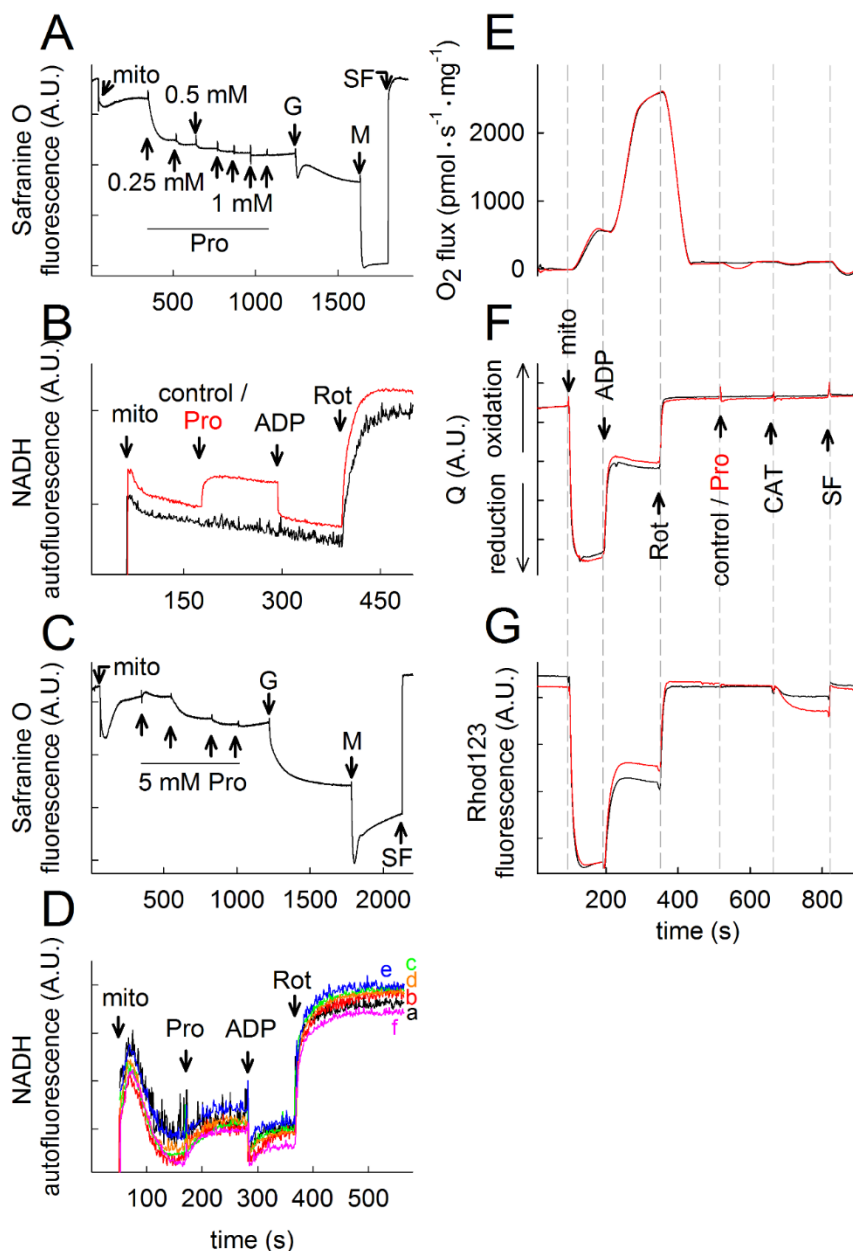 A
Safranine O
fluorescence (A.U.)
mito
0.5 mM
G
SF
M
0.25 mM
1 mM
Pro
500
1000
1500
B
NADH
autofluorescence (A.U.)
mito
control /
Pro
ADP
Rot
150
300
450
C
Safranine O
fluorescence (A.U.)
mito
G
M
5 mM Pro
SF
500
1000
1500
2000
D
NADH
autofluorescence (A.U.)
mito
Pro
ADP
Rot
e
c
d
b
a
f
100
200
300
400
500
time (s)
E
O2 flux (pmol · s⁻¹ · mg⁻¹)
2000
1000
0
F
Q (A.U.)
oxidation
reduction
mito
ADP
Rot
control / Pro
CAT
SF
G
Rhod123
fluorescence (A.U.)
200
400
600
800
time (s)